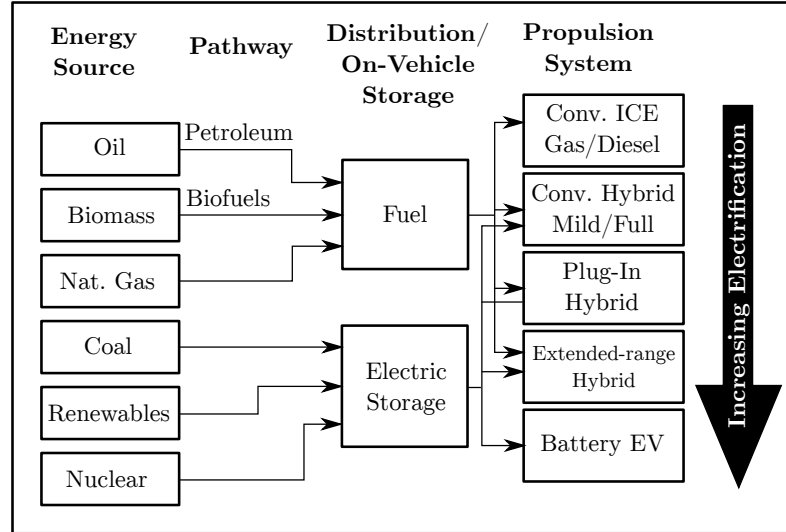 Energy
Source
Pathway
Distribution/
On-Vehicle
Storage
Propulsion
System
Oil
Biomass
Nat. Gas
Coal
Renewables
Nuclear
Petroleum
Biofuels
Fuel
Electric
Storage
Conv. ICE
Gas/Diesel
Conv. Hybrid
Mild/Full
Plug-In
Hybrid
Extended-range
Hybrid
Battery EV
Increasing Electrification